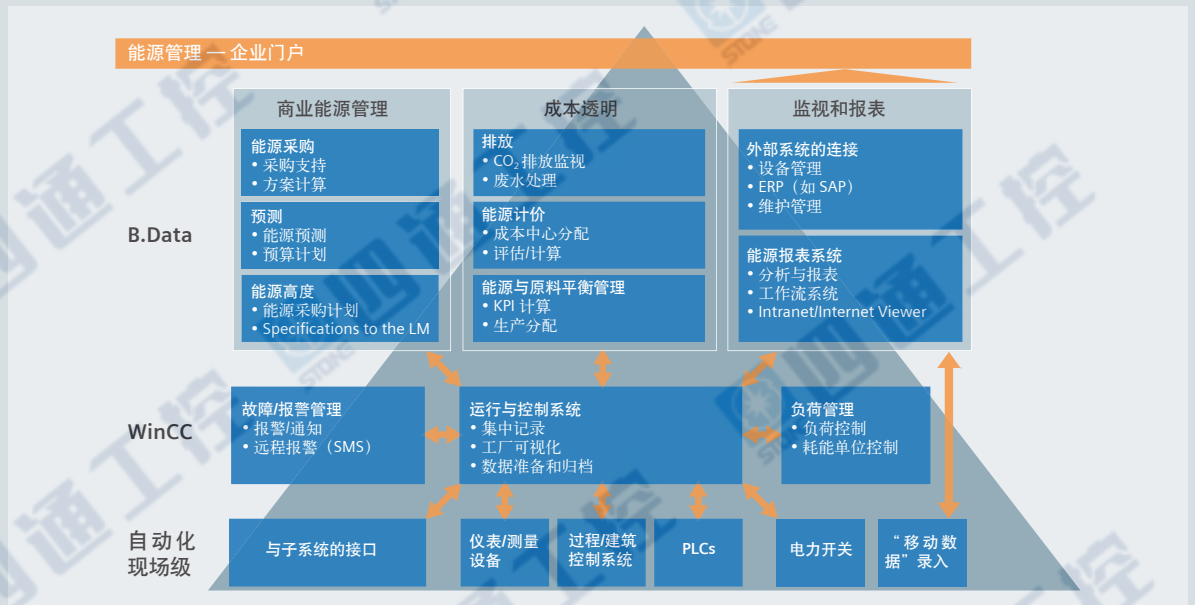 能源管理 — 企业门户
商业能源管理
能源采购
• 采购支持
• 方案计算
预测
• 能源预测
• 预算计划
能源高度
• 能源采购计划
• Specifications to the LM
成本透明
排放
• CO₂ 排放监视
• 废水处理
能源计价
• 成本中心分配
• 评估/计算
能源与原料平衡管理
• KPI 计算
• 生产分配
监视和报表
外部系统的连接
• 设备管理
• ERP（如 SAP）
• 维护管理
能源报表系统
• 分析与报表
• 工作流系统
• Intranet/Internet Viewer
B.Data
WinCC
故障/报警管理
• 报警/通知
• 远程报警（SMS）
运行与控制系统
• 集中记录
• 工厂可视化
• 数据准备和归档
负荷管理
• 负荷控制
• 耗能单位控制
自动化
现场级
与子系统的接口
仪表/测量
设备
过程/建筑
控制系统
PLCs
电力开关
“移动数
据”录入
四通工控
STONE